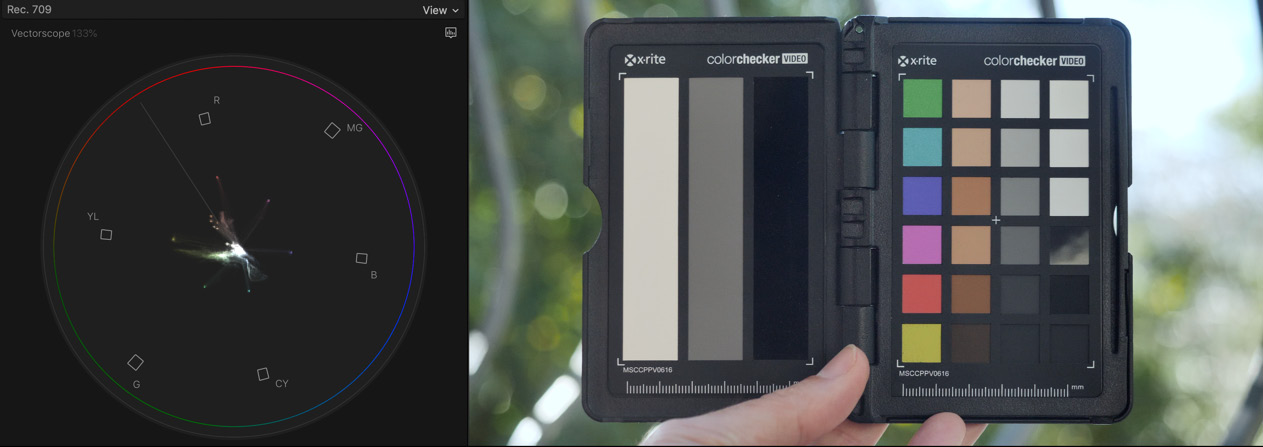 Rec. 709
View
Vectorscope 133%
R
MG
YL
B
G
CY
x·rite colorchecker VIDEO
MSCCPPV0616
x·rite colorchecker VIDEO
MSCCPPV0616
mm